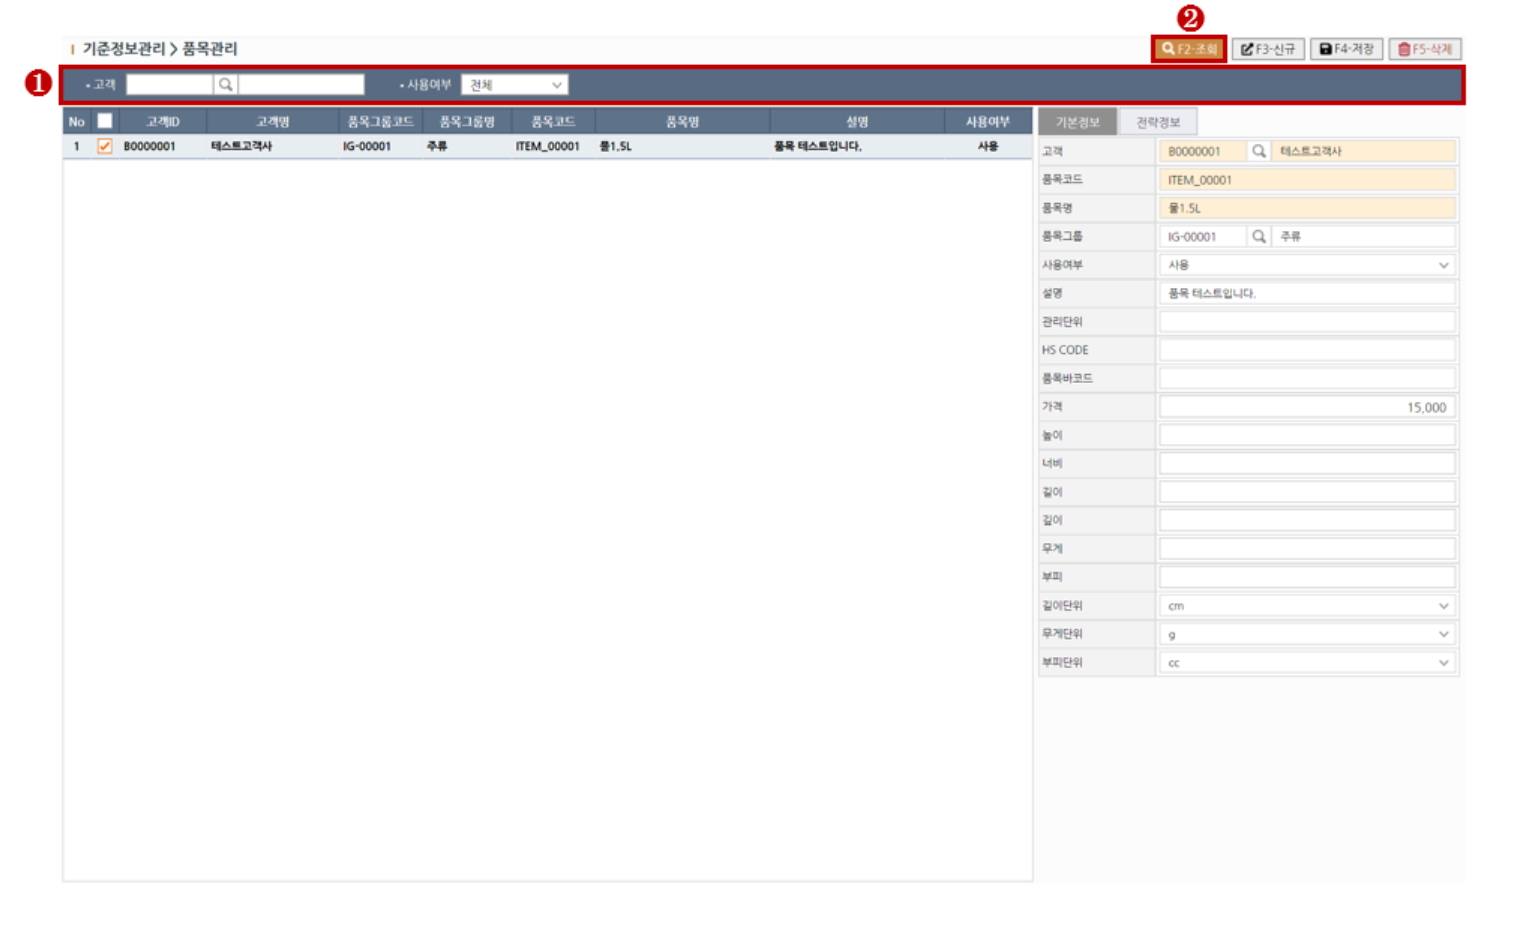 ❷
기준정보관리 > 품목관리
F2-조회 F3-신규 F4-저장 F5-삭제
❶
고객 사용여부 전체
No 고객ID 고객명 품목그룹코드 품목그룹명 품목코드 품목명 설명 사용여부
1 B0000001 테스트고객사 IG-00001 주류 ITEM_00001 물1.5L 품목 테스트입니다. 사용
기본정보 전략정보
고객 B0000001 테스트고객사
품목코드 ITEM_00001
품목명 물1.5L
품목그룹 IG-00001 주류
사용여부 사용
설명 품목 테스트입니다.
관리단위
HS CODE
품목바코드
가격 15,000
높이
너비
길이
깊이
무게
부피
길이단위 cm
무게단위 g
부피단위 cc